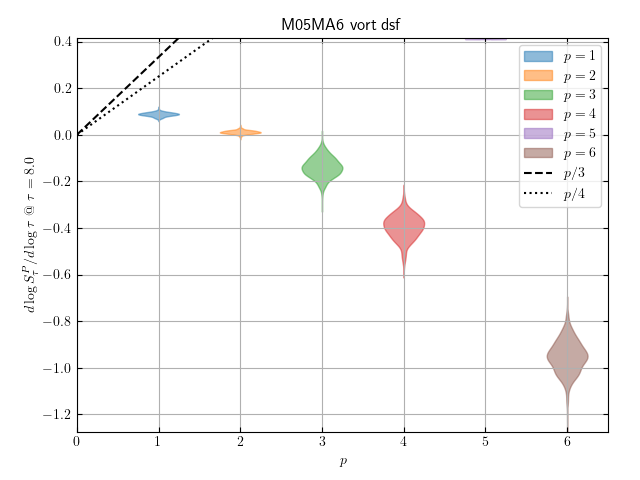 M05MA6 vort dsf
0.4
0.2
0.0
−0.2
−0.4
−0.6
−0.8
−1.0
−1.2
d log S_τ^P / d log τ @ τ = 8.0
0 1 2 3 4 5 6
p
p = 1
p = 2
p = 3
p = 4
p = 5
p = 6
p/3
p/4